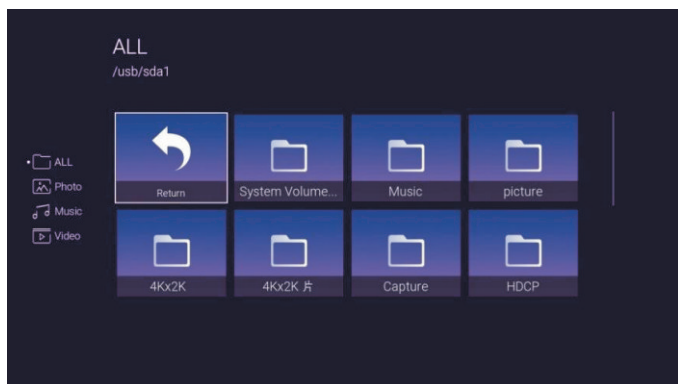 ALL
/usb/sda1
ALL
Photo
Music
Video
Return
System Volume...
Music
picture
4Kx2K
4Kx2K 片
Capture
HDCP